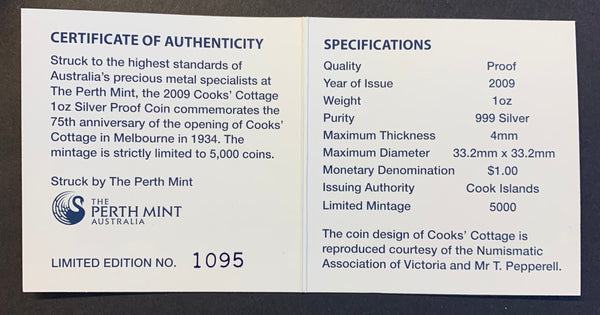 CERTIFICATE OF AUTHENTICITY
Struck to the highest standards of
Australia's precious metal specialists at
The Perth Mint, the 2009 Cooks' Cottage
1oz Silver Proof Coin commemorates the
75th anniversary of the opening of Cooks'
Cottage in Melbourne in 1934. The
mintage is strictly limited to 5,000 coins.
Struck by The Perth Mint
THE
PERTH MINT
AUSTRALIA
LIMITED EDITION NO. 1095
SPECIFICATIONS
Quality Proof
Year of Issue 2009
Weight 1oz
Purity 999 Silver
Maximum Thickness 4mm
Maximum Diameter 33.2mm x 33.2mm
Monetary Denomination $1.00
Issuing Authority Cook Islands
Limited Mintage 5000
The coin design of Cooks' Cottage is
reproduced courtesy of the Numismatic
Association of Victoria and Mr T. Pepperell.